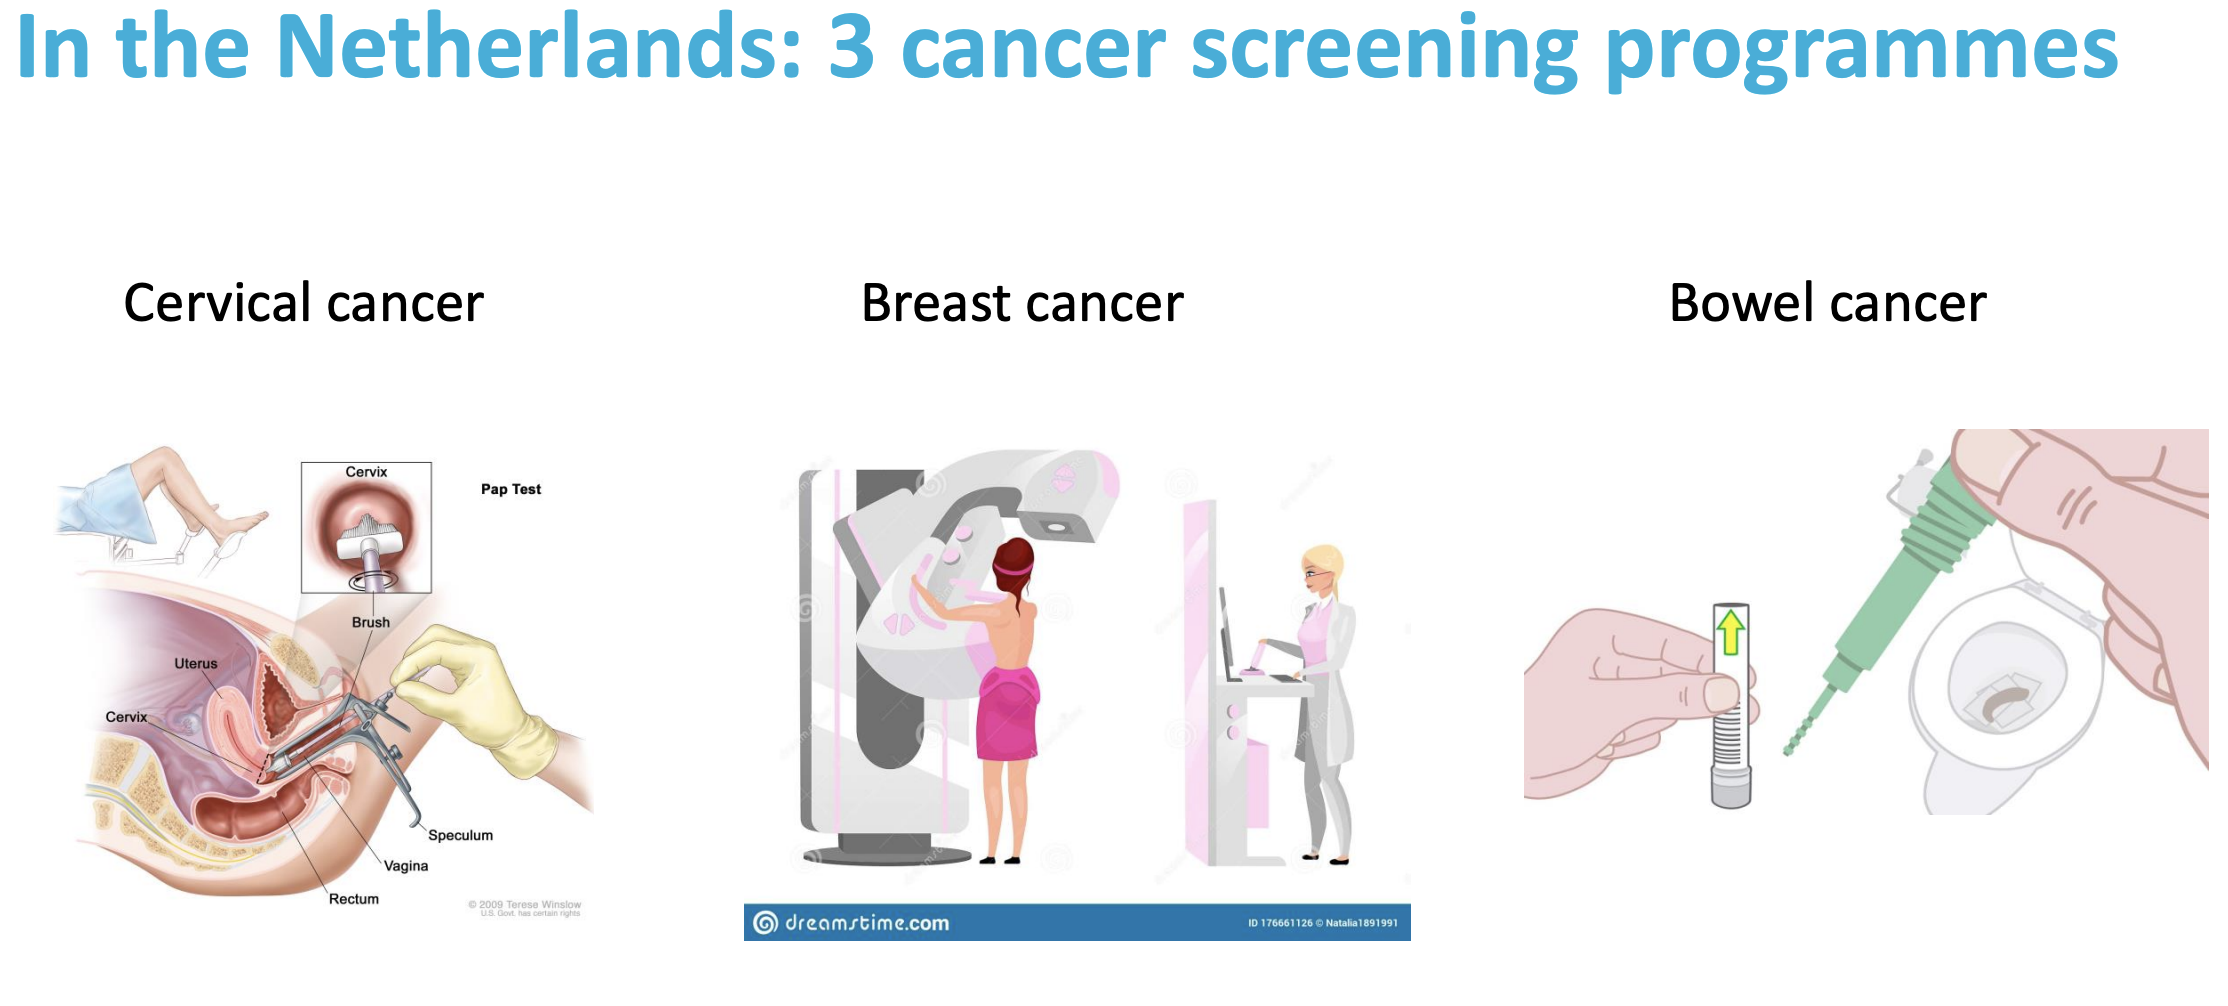 In the Netherlands: 3 cancer screening programmes
Cervical cancer
Breast cancer
Bowel cancer
Cervix
Pap Test
Brush
Uterus
Cervix
Speculum
Vagina
Rectum
© 2009 Terese Winslow
U.S. Govt. has certain rights
dreamstime.com
ID 176661126 © Natalia1891991